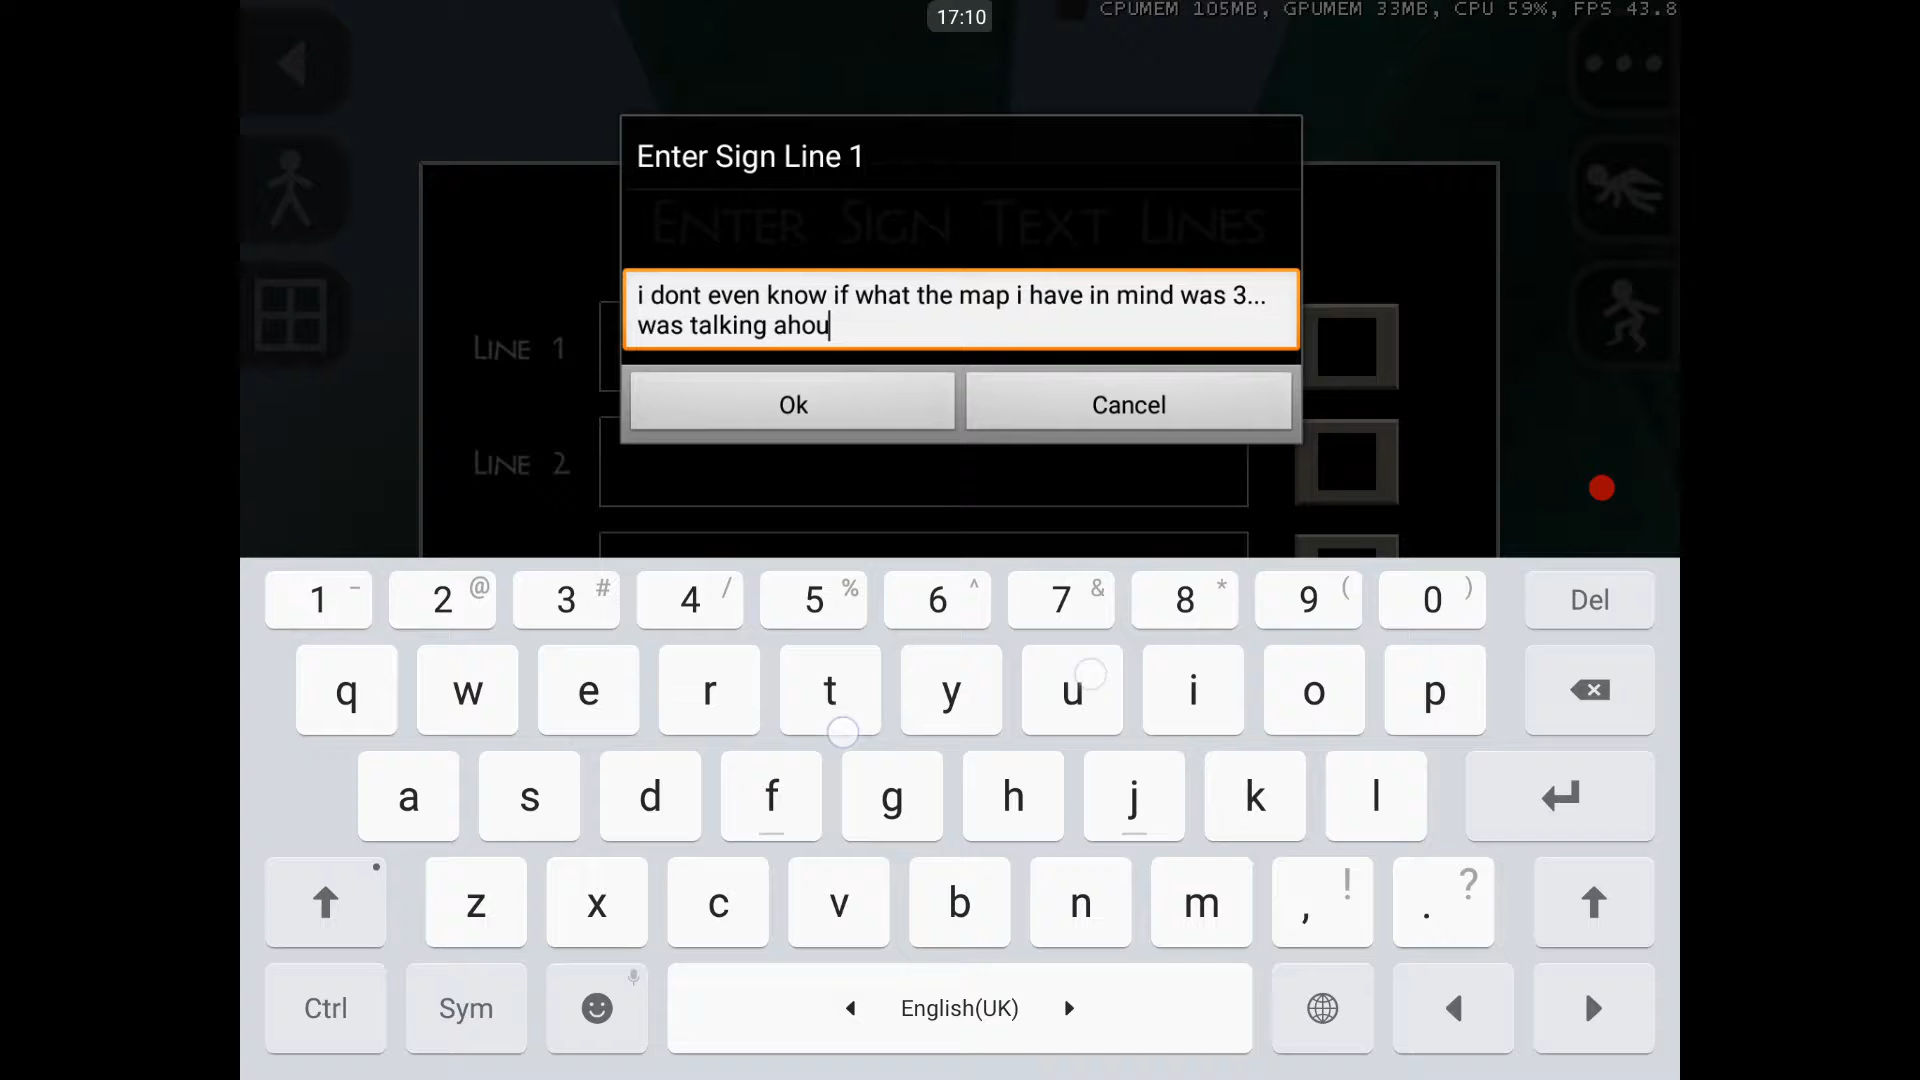 17:10
CPUMEM 105MB, GPUMEM 33MB, CPU 59%, FPS 43.8
Enter Sign Line 1
ENTER SIGN TEXT LINES
i dont even know if what the map i have in mind was 3...
was talking ahou
LINE 1
Ok Cancel
LINE 2
1 - 2 @ 3 # 4 / 5 % 6 ^ 7 & 8 * 9 ( 0 ) Del
q w e r t y u i o p
a s d f g h j k l
z x c v b n m , ! . ?
Ctrl Sym English(UK)